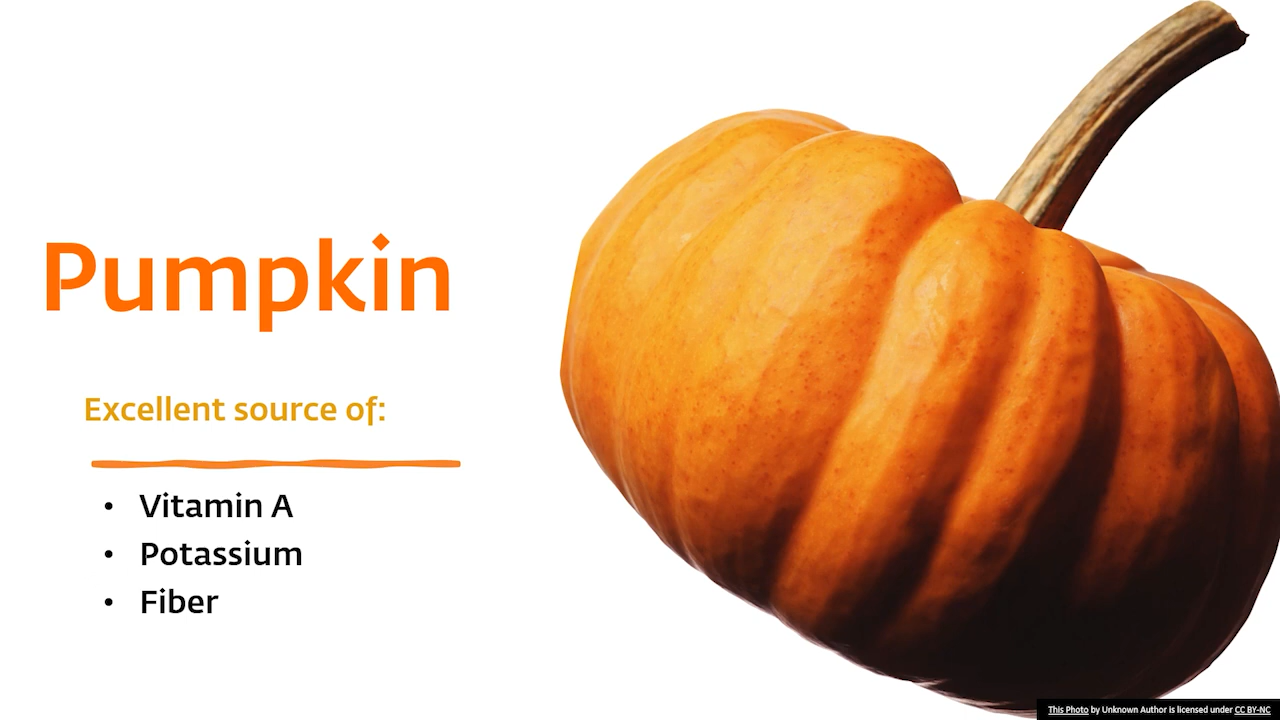 Pumpkin
Excellent source of:
• Vitamin A
• Potassium
• Fiber
This Photo by Unknown Author is licensed under CC BY-NC